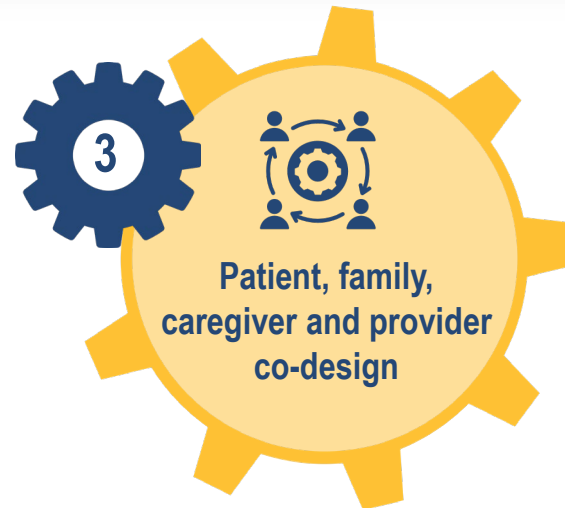 3
Patient, family,
caregiver and provider
co-design